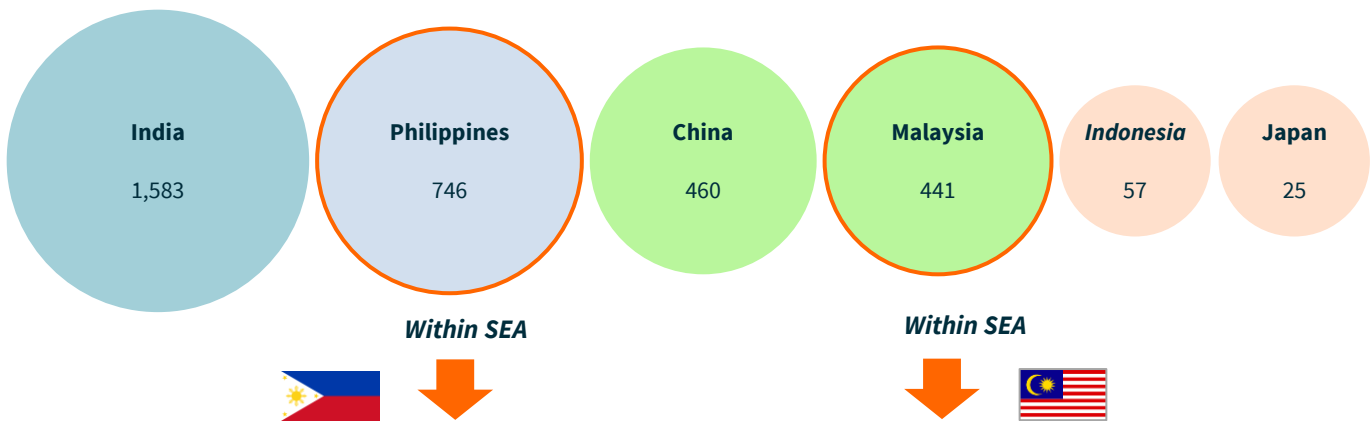 India
1,583
Philippines
746
China
460
Malaysia
441
Indonesia
57
Japan
25
Within SEA
Within SEA